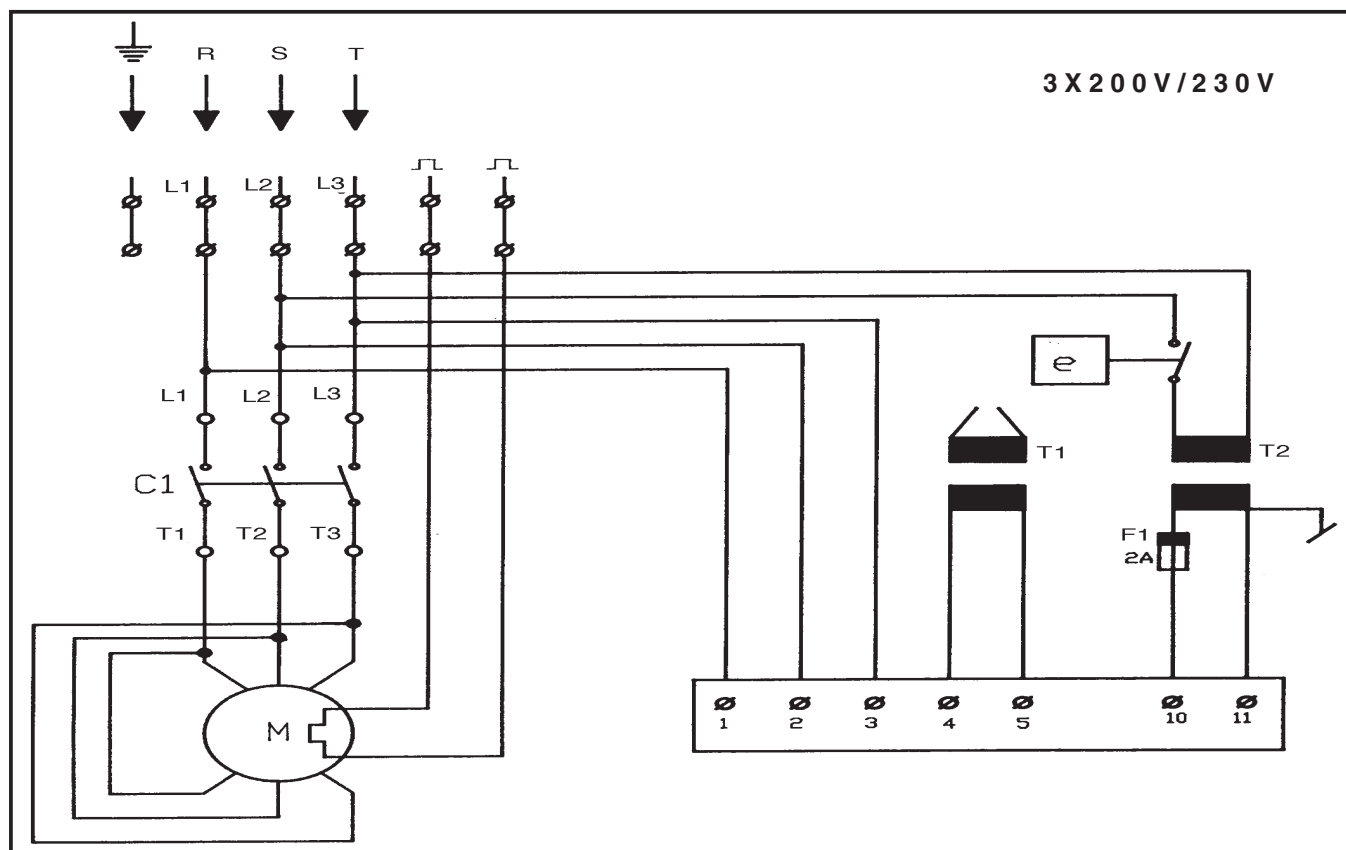 R S T
3X200V/230V
L1 L2 L3
e
L1 L2 L3
T1 T2
C1
T1 T2 T3
F1
2A
M
1 2 3 4 5 10 11